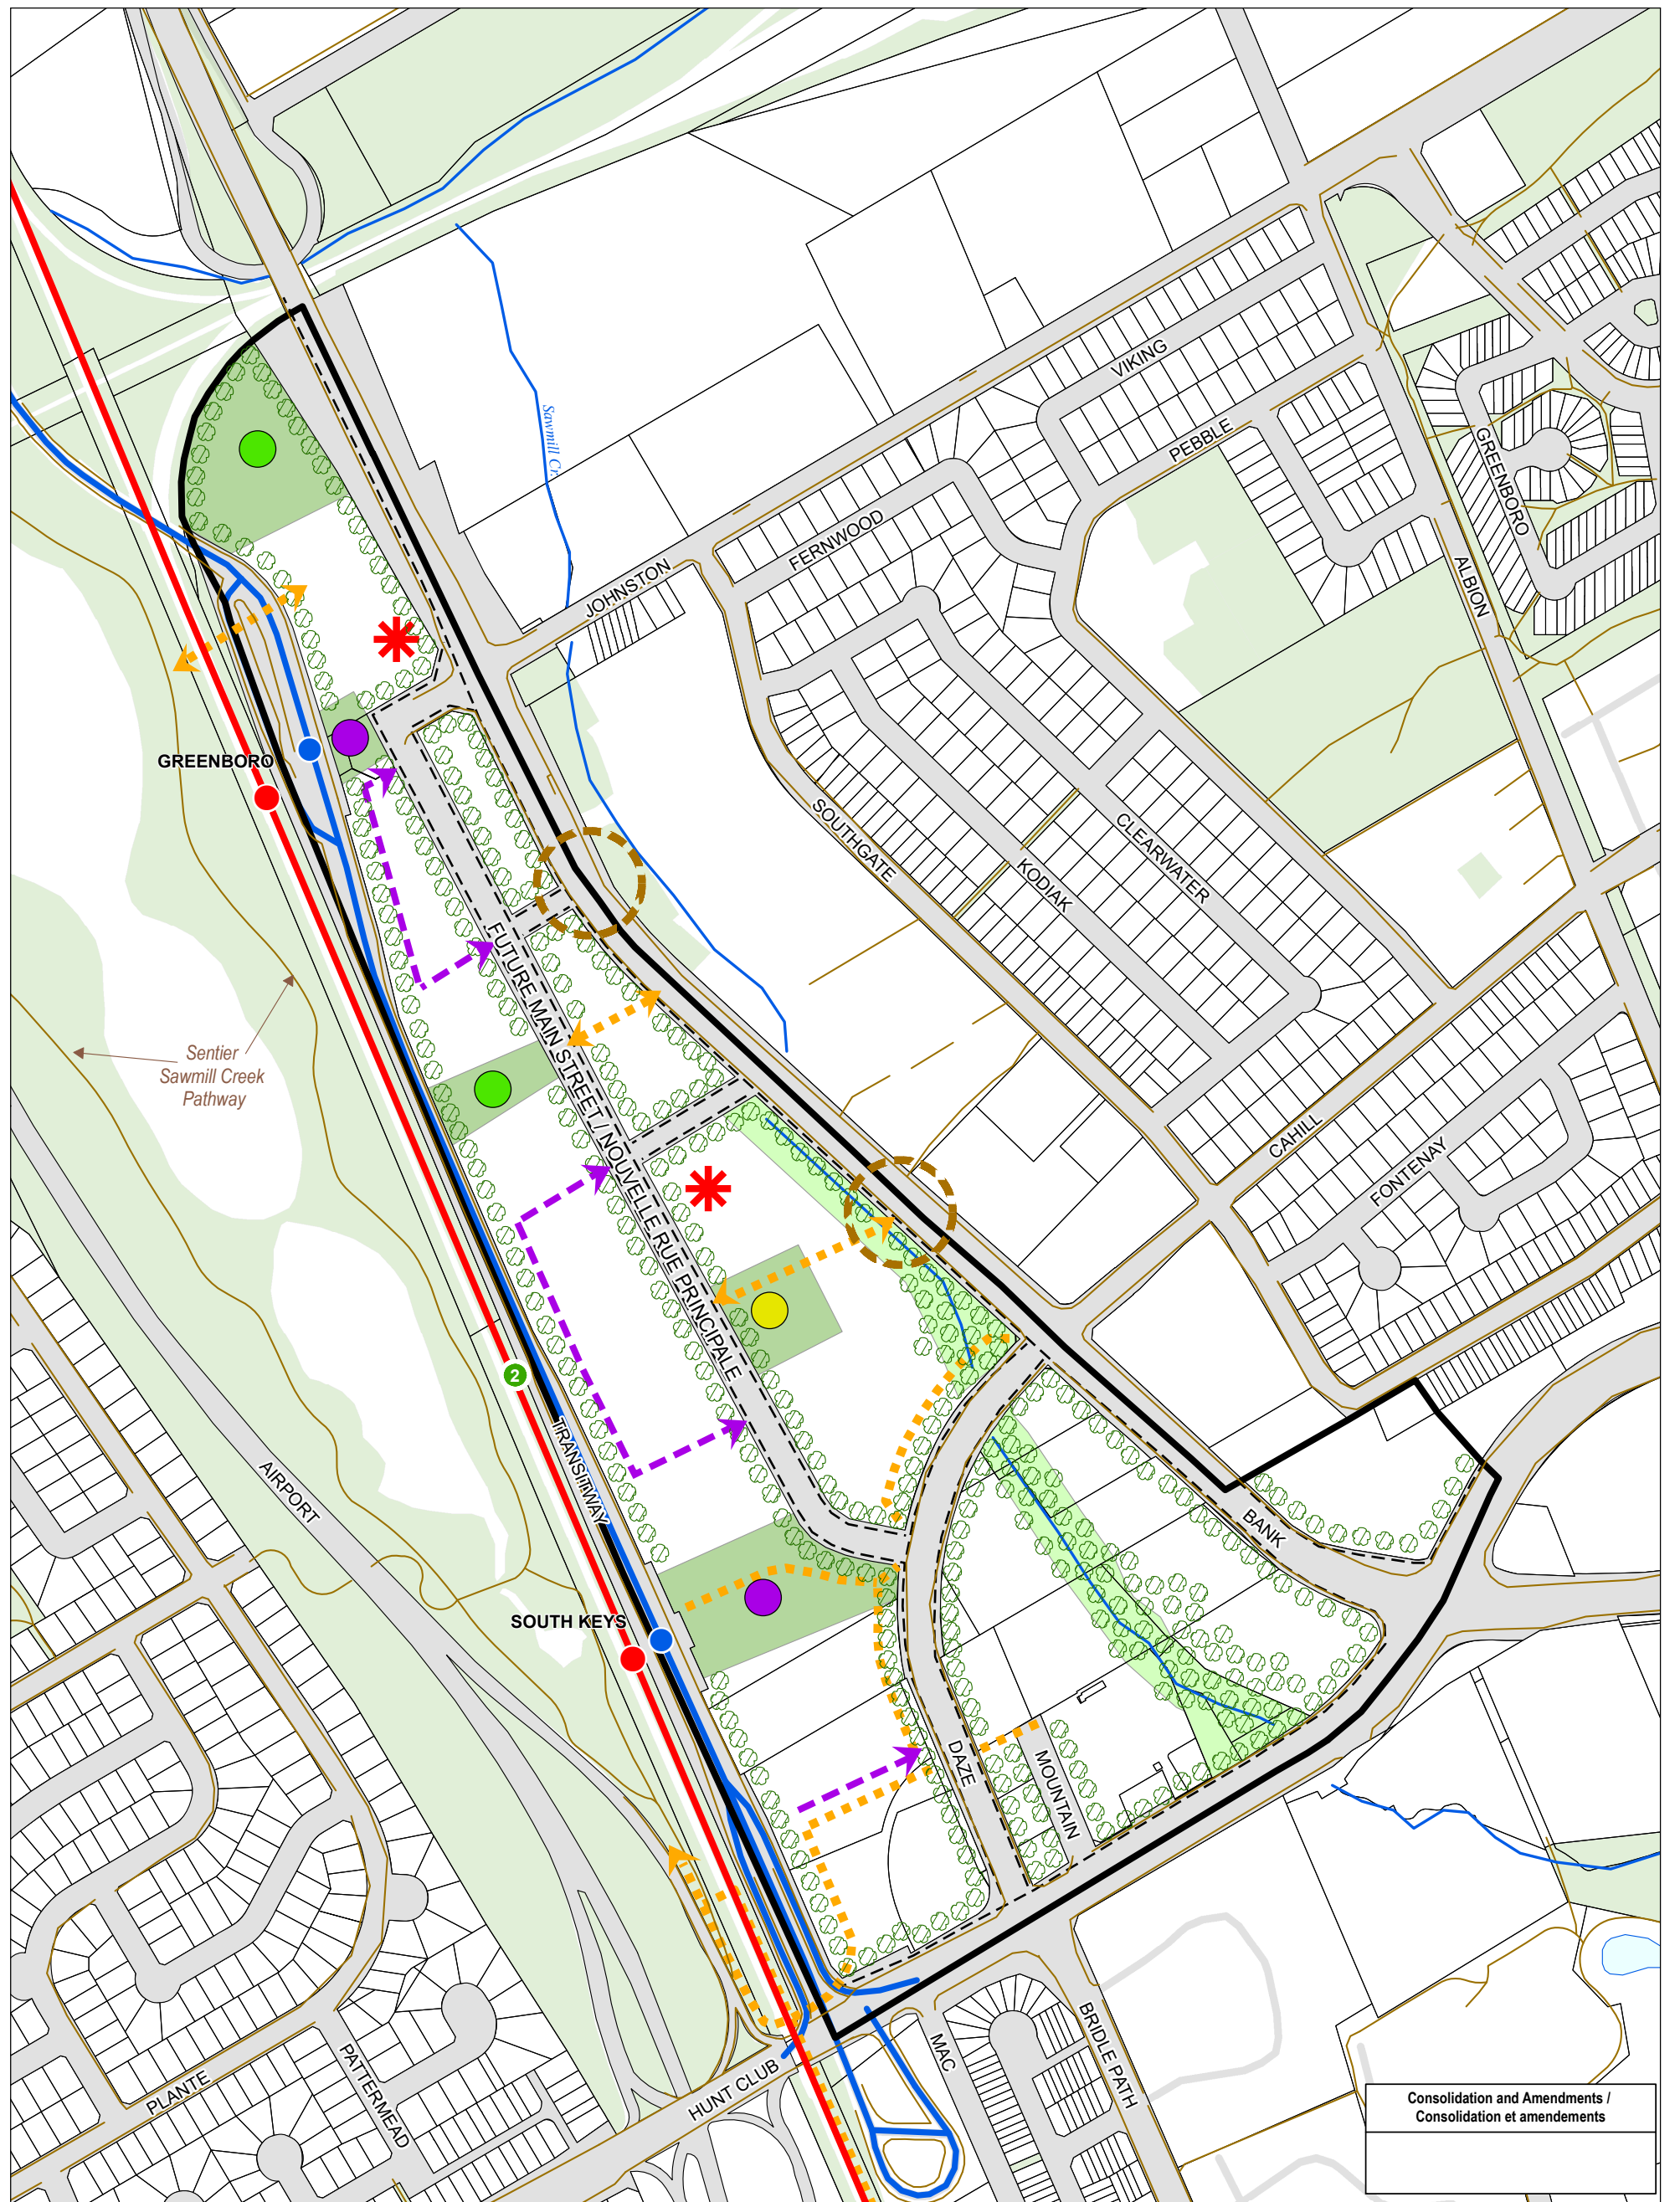 VIKING
PEBBLE
GREENBORO
Sawmill Cr.
FERNWOOD
JOHNSTON
ALBION
GREENBORO
SOUTHGATE
CLEARWATER
KODIAK
FUTURE MAIN STREET / NOUVELLE RUE PRINCIPALE
Sentier
Sawmill Creek
Pathway
CAHILL
FONTENAY
2
TRANSITWAY
AIRPORT
BANK
SOUTH KEYS
DAZE
MOUNTAIN
MAC
BRIDLE PATH
HUNT CLUB
PATTERMEAD
PLANTE
Consolidation and Amendments /
Consolidation et amendements